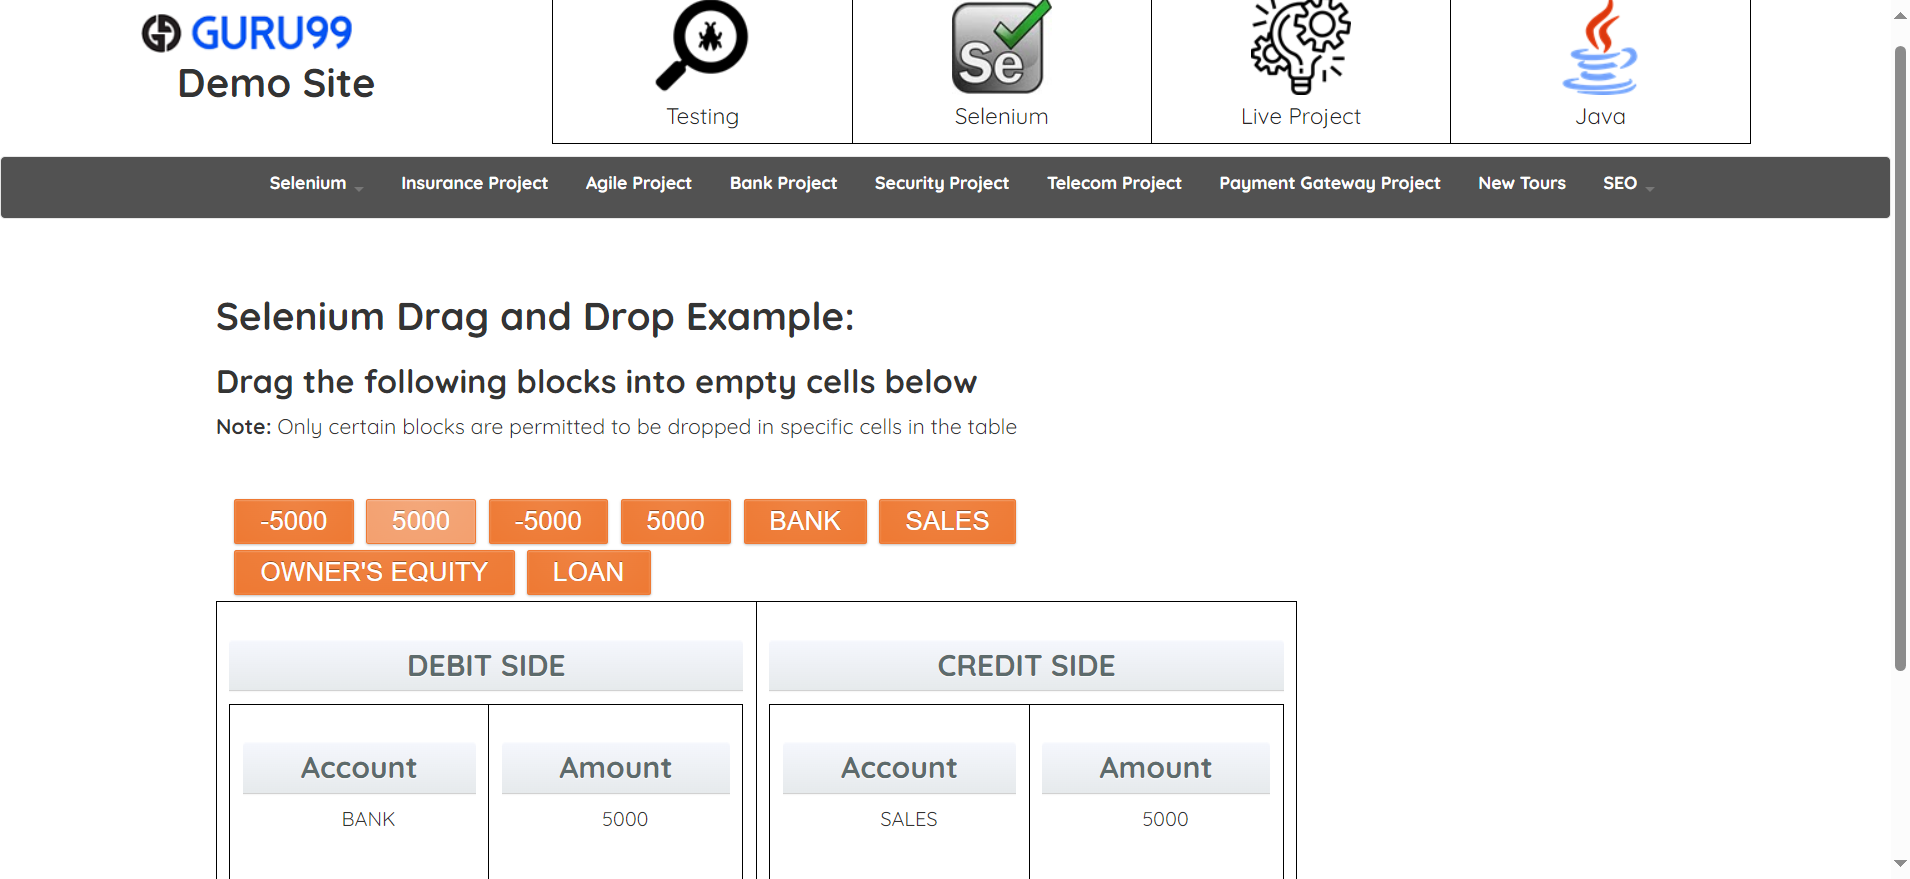 GURU99
Demo Site
Testing
Se
Selenium
Live Project
Java
Selenium Insurance Project Agile Project Bank Project Security Project Telecom Project Payment Gateway Project New Tours SEO
Selenium Drag and Drop Example:
Drag the following blocks into empty cells below
Note: Only certain blocks are permitted to be dropped in specific cells in the table
-5000 5000 -5000 5000 BANK SALES
OWNER'S EQUITY LOAN
DEBIT SIDE CREDIT SIDE
Account Amount Account Amount
BANK 5000 SALES 5000